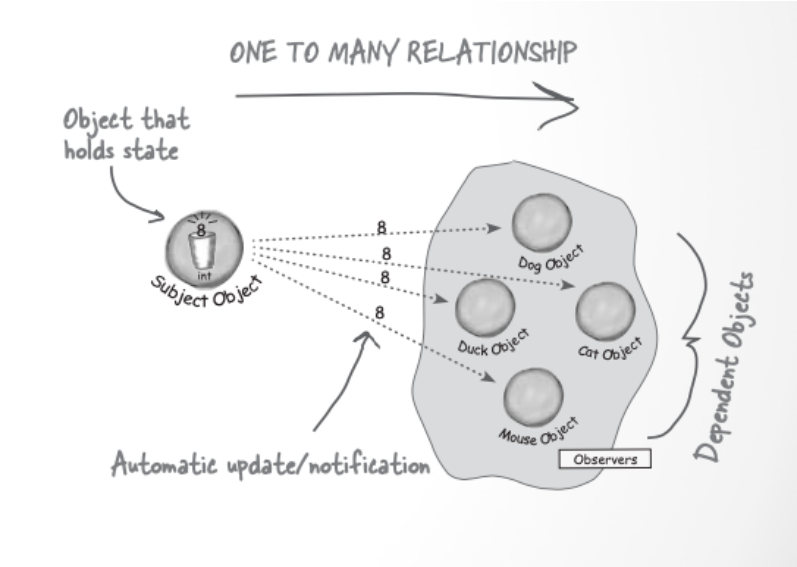 ONE TO MANY RELATIONSHIP
Object that
holds state
8
int
Subject Object
8
8
8
8
Dog Object
Duck Object
Cat Object
Mouse Object
Observers
Dependent Objects
Automatic update/notification